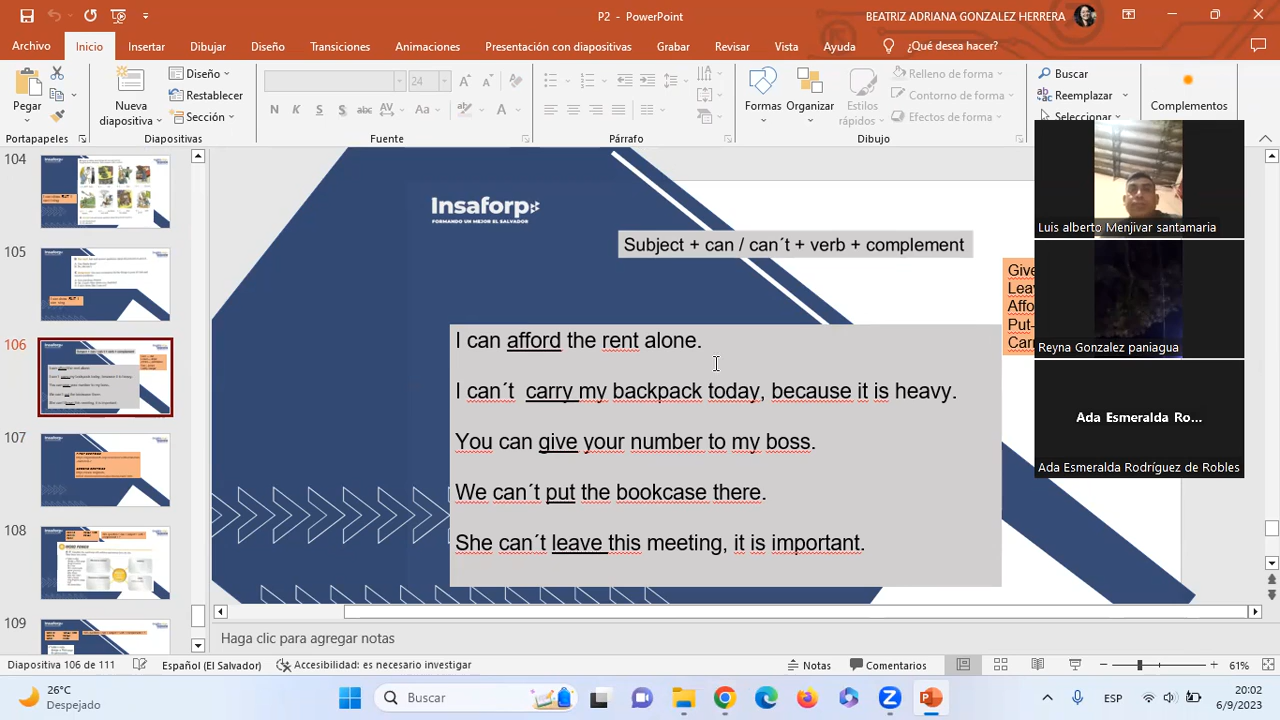 P2 - PowerPoint
BEATRIZ ADRIANA GONZALEZ HERRERA
Archivo Inicio Insertar Dibujar Diseño Transiciones Animaciones Presentación con diapositivas Grabar Revisar Vista Ayuda ¿Qué desea hacer?
Pegar
Portapapeles
Nueva diapositiva
Diseño
Restablecer
Sección
Diapositivas
24
N K S S abc AV Aa A
Fuente
Párrafo
Formas
Organizar
Estilos rápidos
Relleno de forma
Contorno de forma
Efectos de forma
Dibujo
Buscar
Reemplazar
Seleccionar
Complementos
104
105
106
107
108
109
Insaforp
FORMANDO UN MEJOR EL SALVADOR
Subject + can / can´t + verb + complement
Give
I can afford the rent alone.
I can´t carry my backpack today, because it is heavy.
You can give your number to my boss.
We can´t put the bookcase there.
She can´t leave this meeting, it is important.
Luis alberto Menjivar santamaria
Reyna Gonzalez paniagua
Ada Esmeralda Ro...
Ada Esmeralda Rodríguez de Robles
Haga clic para agregar notas
Diapositiva 106 de 111 Español (El Salvador) Accesibilidad: es necesario investigar Notas Comentarios 61%
26°C
Despejado
Buscar
ESP
20:02
6/9/2023